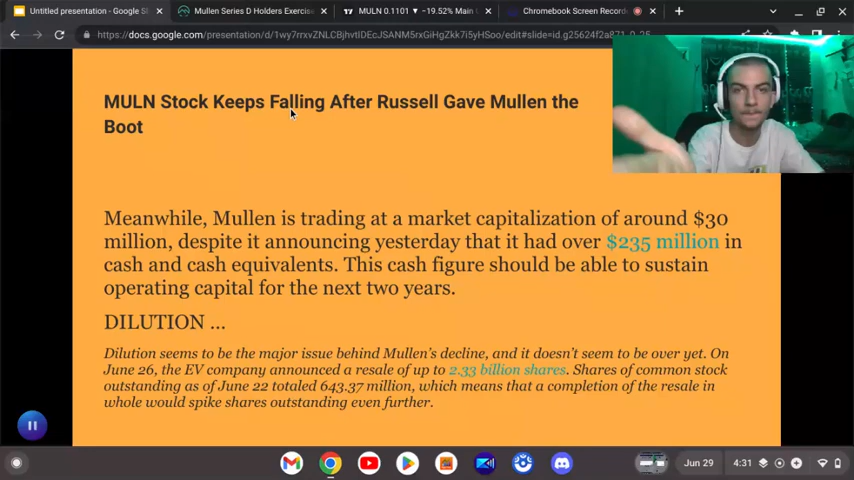 Untitled presentation - Google Sl
Mullen Series D Holders Exercise
MULN 0.1101 ▼ −19.52% Main
Chromebook Screen Record
https://docs.google.com/presentation/d/
MULN Stock Keeps Falling After Russell Gave Mullen the
Boot
Meanwhile, Mullen is trading at a market capitalization of around $30
million, despite it announcing yesterday that it had over $235 million in
cash and cash equivalents. This cash figure should be able to sustain
operating capital for the next two years.
DILUTION ...
Dilution seems to be the major issue behind Mullen's decline, and it doesn't seem to be over yet. On
June 26, the EV company announced a resale of up to 2.33 billion shares. Shares of common stock
outstanding as of June 22 totaled 643.37 million, which means that a completion of the resale in
whole would spike shares outstanding even further.
Jun 29
4:31